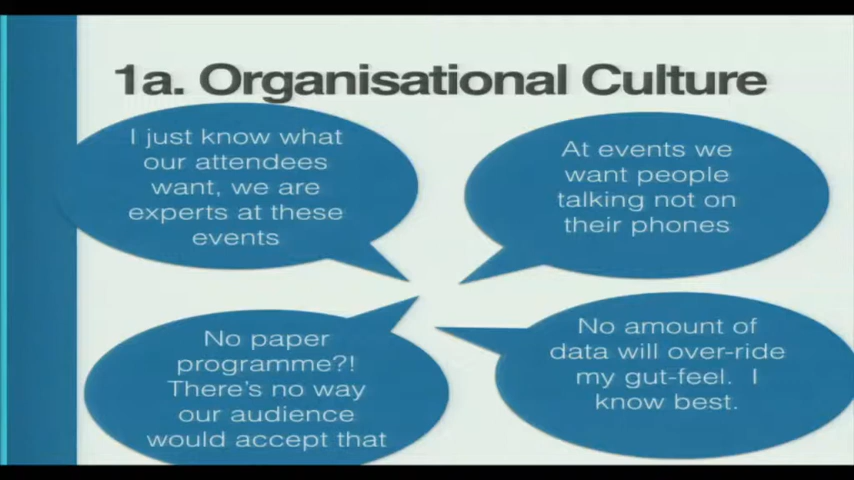 1a. Organisational Culture
I just know what
our attendees
want, we are
experts at these
events
At events we
want people
talking not on
their phones
No paper
programme?!
There's no way
our audience
would accept that
No amount of
data will over-ride
my gut-feel.  I
know best.